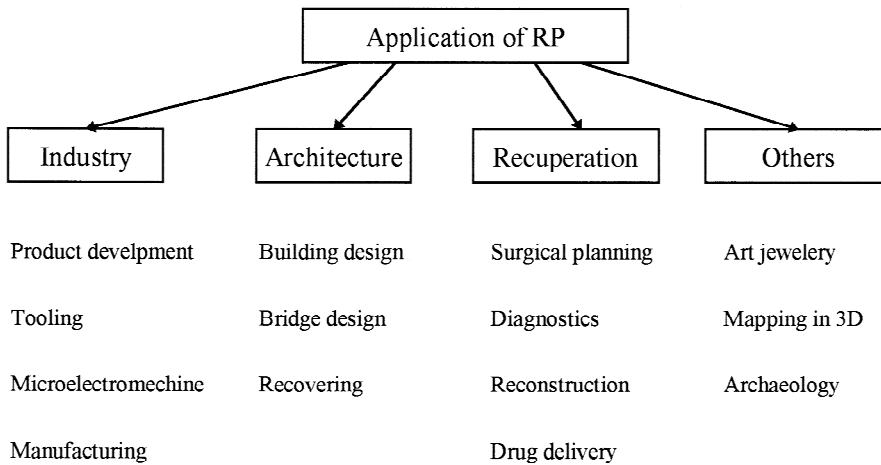 Application of RP
Industry
Architecture
Recuperation
Others
Product develpment
Building design
Surgical planning
Art jewelery
Tooling
Bridge design
Diagnostics
Mapping in 3D
Microelectromechine
Recovering
Reconstruction
Archaeology
Manufacturing
Drug delivery